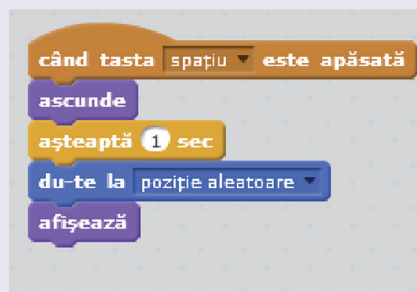 când tasta spațiu este apăsată
ascunde
așteaptă 1 sec
du-te la poziție aleatoare
afișează